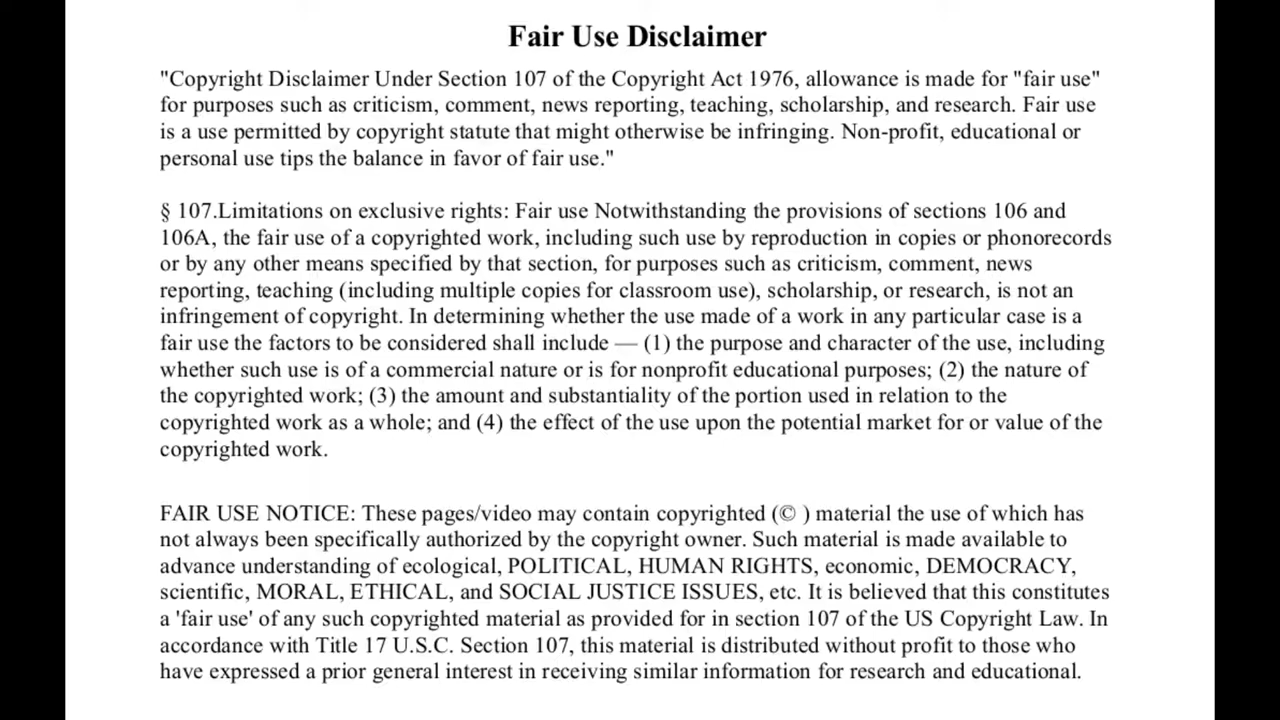 Fair Use Disclaimer
"Copyright Disclaimer Under Section 107 of the Copyright Act 1976, allowance is made for "fair use"
for purposes such as criticism, comment, news reporting, teaching, scholarship, and research. Fair use
is a use permitted by copyright statute that might otherwise be infringing. Non-profit, educational or
personal use tips the balance in favor of fair use."
§ 107.Limitations on exclusive rights: Fair use Notwithstanding the provisions of sections 106 and
106A, the fair use of a copyrighted work, including such use by reproduction in copies or phonorecords
or by any other means specified by that section, for purposes such as criticism, comment, news
reporting, teaching (including multiple copies for classroom use), scholarship, or research, is not an
infringement of copyright. In determining whether the use made of a work in any particular case is a
fair use the factors to be considered shall include — (1) the purpose and character of the use, including
whether such use is of a commercial nature or is for nonprofit educational purposes; (2) the nature of
the copyrighted work; (3) the amount and substantiality of the portion used in relation to the
copyrighted work as a whole; and (4) the effect of the use upon the potential market for or value of the
copyrighted work.
FAIR USE NOTICE: These pages/video may contain copyrighted (© ) material the use of which has
not always been specifically authorized by the copyright owner. Such material is made available to
advance understanding of ecological, POLITICAL, HUMAN RIGHTS, economic, DEMOCRACY,
scientific, MORAL, ETHICAL, and SOCIAL JUSTICE ISSUES, etc. It is believed that this constitutes
a 'fair use' of any such copyrighted material as provided for in section 107 of the US Copyright Law. In
accordance with Title 17 U.S.C. Section 107, this material is distributed without profit to those who
have expressed a prior general interest in receiving similar information for research and educational.